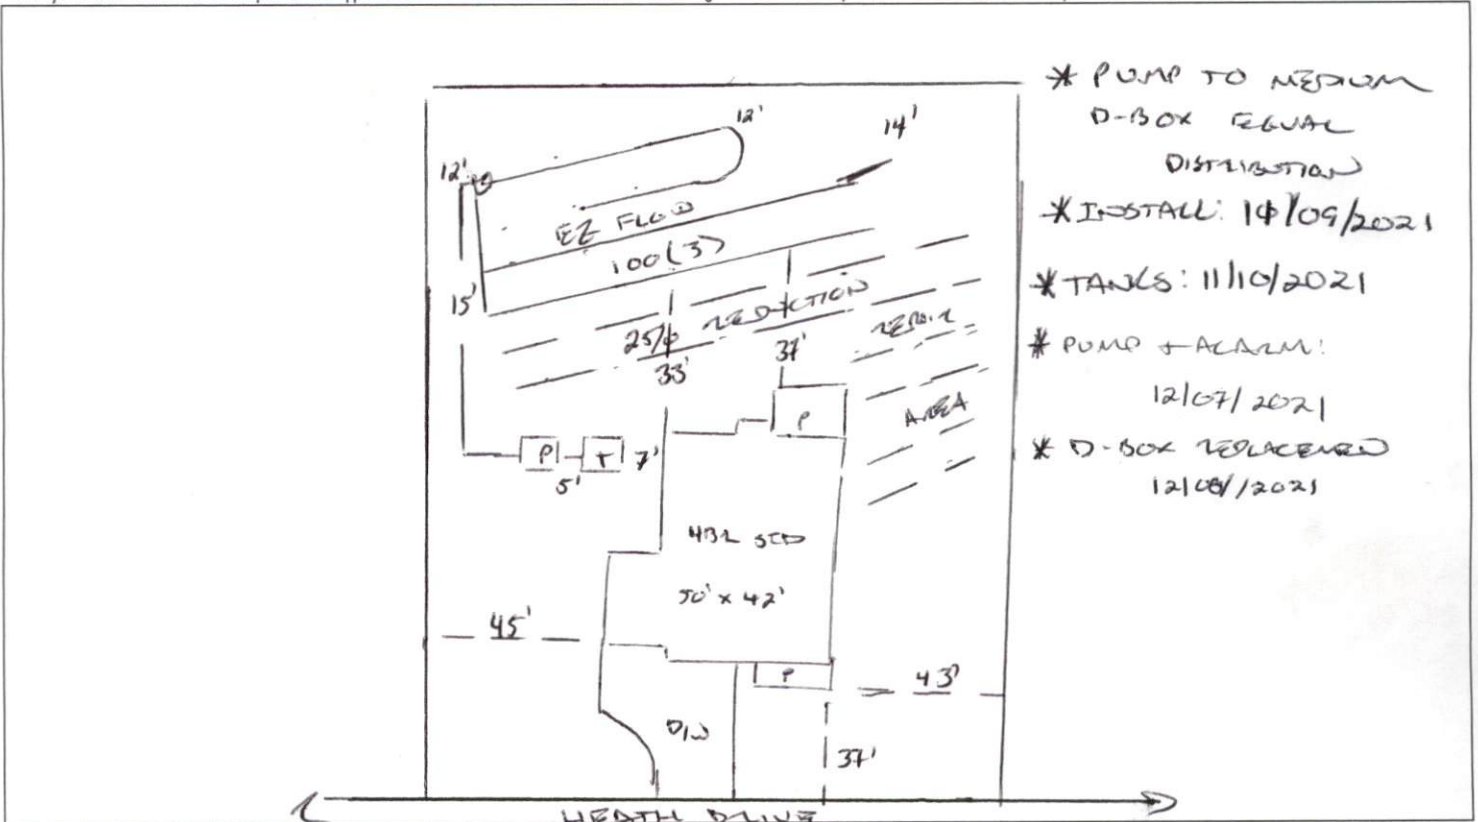 * PUMP TO MEDIUM
D-BOX EQUAL
DISTRIBUTION
* INSTALL: 11/09/2021
* TANKS: 11/10/2021
* PUMP + ALARM:
12/07/2021
* D-BOX REPLACEMEN
12/08/2021
12'
14'
12'
EZ FLOW
100(3)
15'
25% REDUCTION
REPAIR
AREA
33'
37'
P
P
T
7'
5'
4BR SFD
50' x 42'
45'
P
43'
D/W
37'
HEATH DRIVE